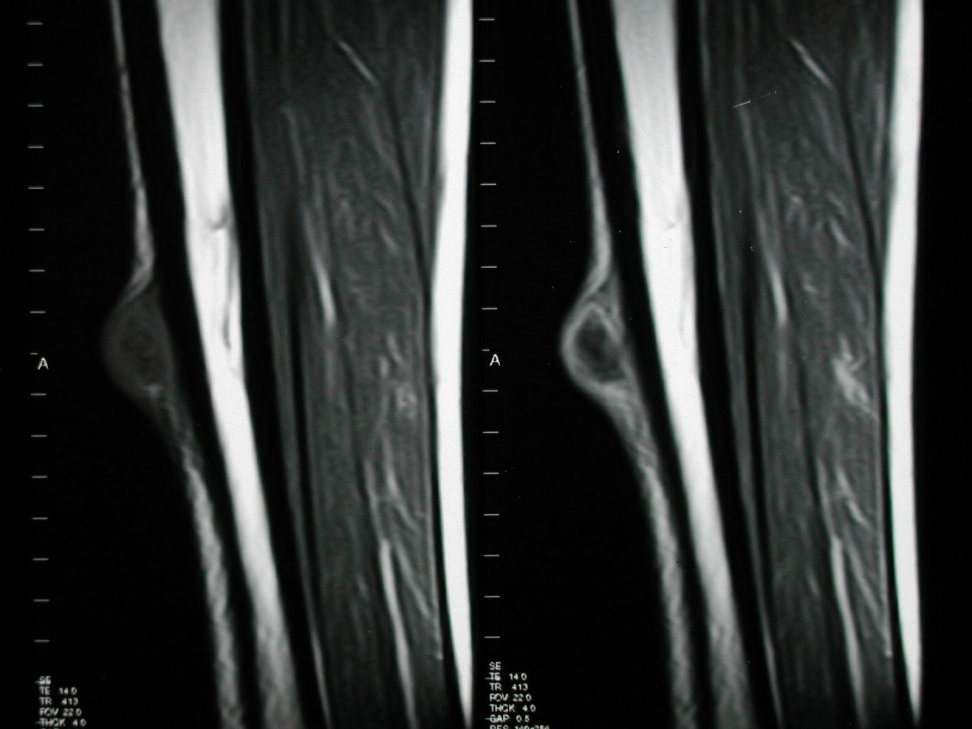 A
A
SE
TE 14.0
TR 413
FOV 22.0
THCK 4.0
SE
TE 14.0
TR 413
FOV 22.0
THCK 4.0
GAP 0.5